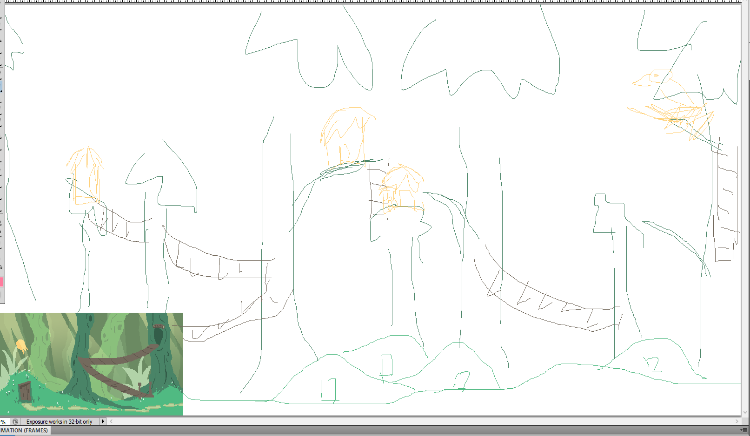 Exposure works in 32-bit only
MATION (FRAMES)